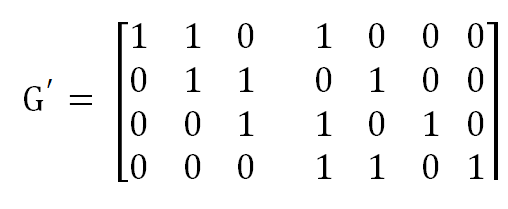 1 1 0 1 0 0 0
G′ = 0 1 1 0 1 0 0
0 0 1 1 0 1 0
0 0 0 1 1 0 1